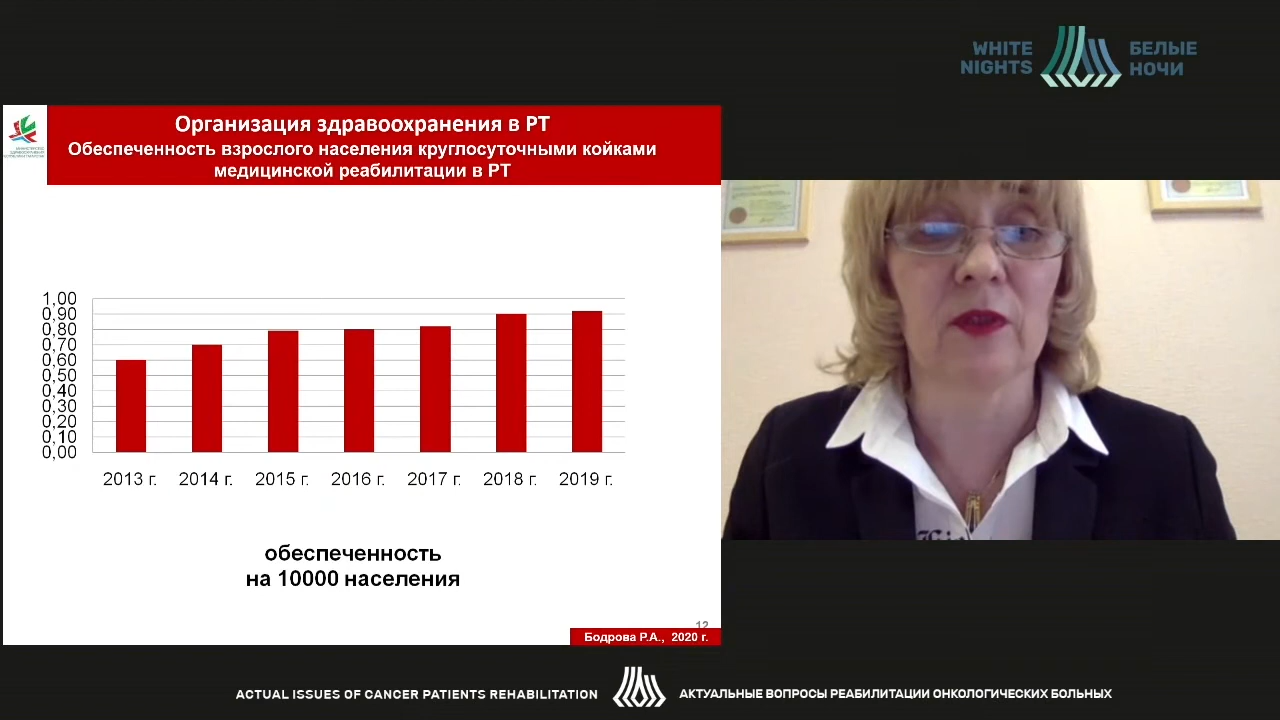 WHITE
NIGHTS
БЕЛЫЕ
НОЧИ
Организация здравоохранения в РТ
Обеспеченность взрослого населения круглосуточными койками
медицинской реабилитации в РТ
1,00
0,90
0,80
0,70
0,60
0,50
0,40
0,30
0,20
0,10
0,00
2013 г. 2014 г. 2015 г. 2016 г. 2017 г. 2018 г. 2019 г.
обеспеченность
на 10000 населения
12
Бодрова Р.А., 2020 г.
ACTUAL ISSUES OF CANCER PATIENTS REHABILITATION
АКТУАЛЬНЫЕ ВОПРОСЫ РЕАБИЛИТАЦИИ ОНКОЛОГИЧЕСКИХ БОЛЬНЫХ